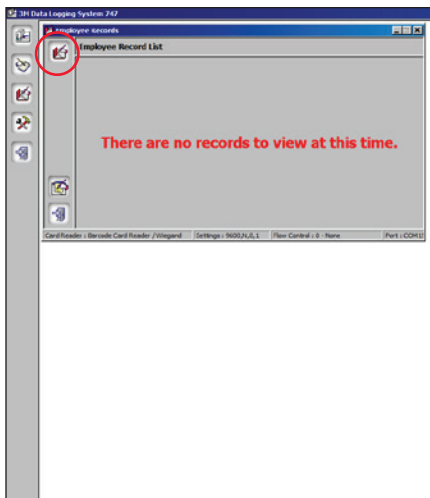 3M Data Logging System 747
Employee Records
Employee Record List
There are no records to view at this time.
Card Reader : Barcode Card Reader / Wiegand
Settings : 9600,N,8,1
Flow Control : 0 - None
Port : COM1